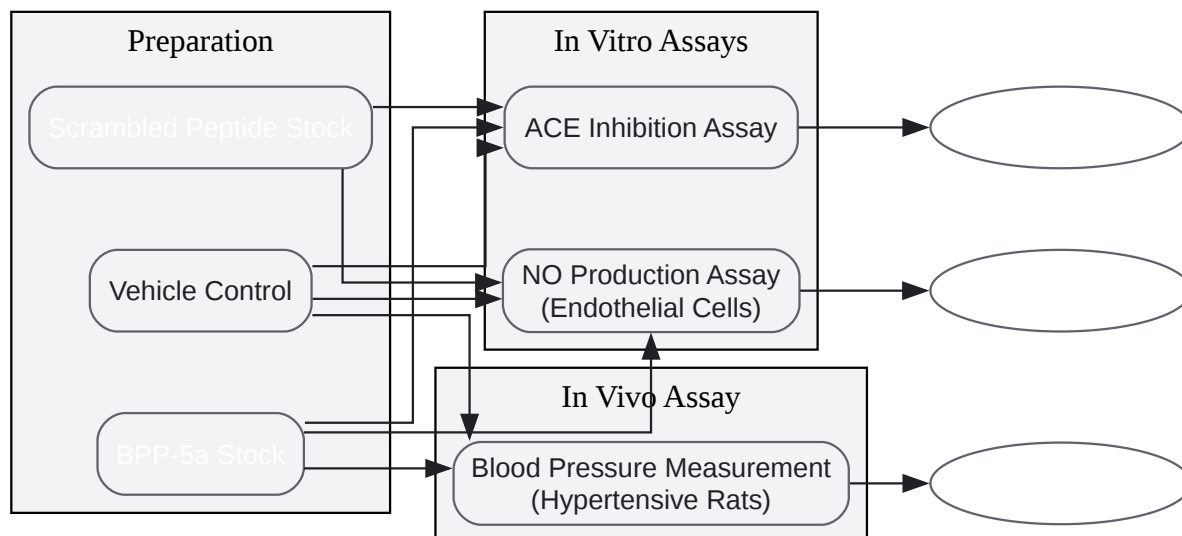 Preparation
In Vitro Assays
Scrambled Peptide Stock
ACE Inhibition Assay
Vehicle Control
NO Production Assay
(Endothelial Cells)
In Vivo Assay
BPP-5a Stock
Blood Pressure Measurement
(Hypertensive Rats)